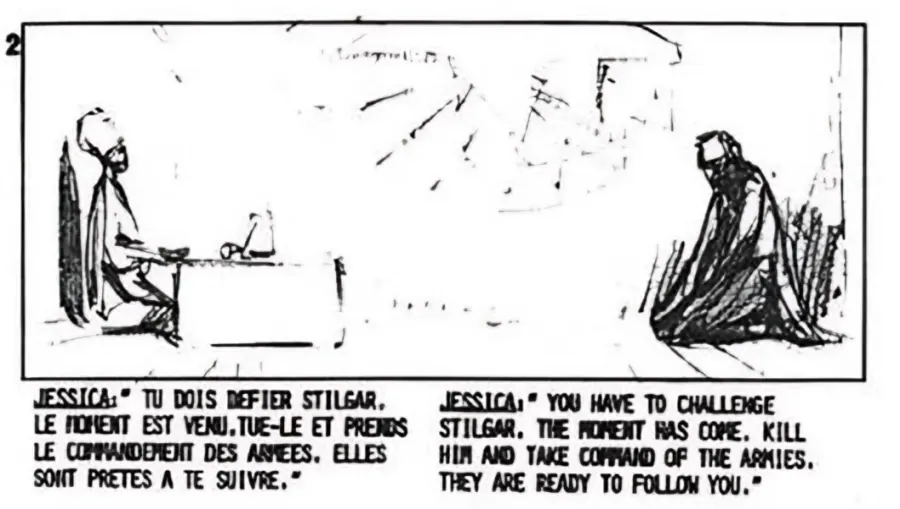 2
JESSICA:" TU DOIS DEFIER STILGAR.
LE MOMENT EST VENU.TUE-LE ET PRENDS
LE COMMANDEMENT DES ARMEES. ELLES
SONT PRETES A TE SUIVRE."
JESSICA:" YOU HAVE TO CHALLENGE
STILGAR. THE MOMENT HAS COME. KILL
HIM AND TAKE COMMAND OF THE ARMIES.
THEY ARE READY TO FOLLOW YOU."